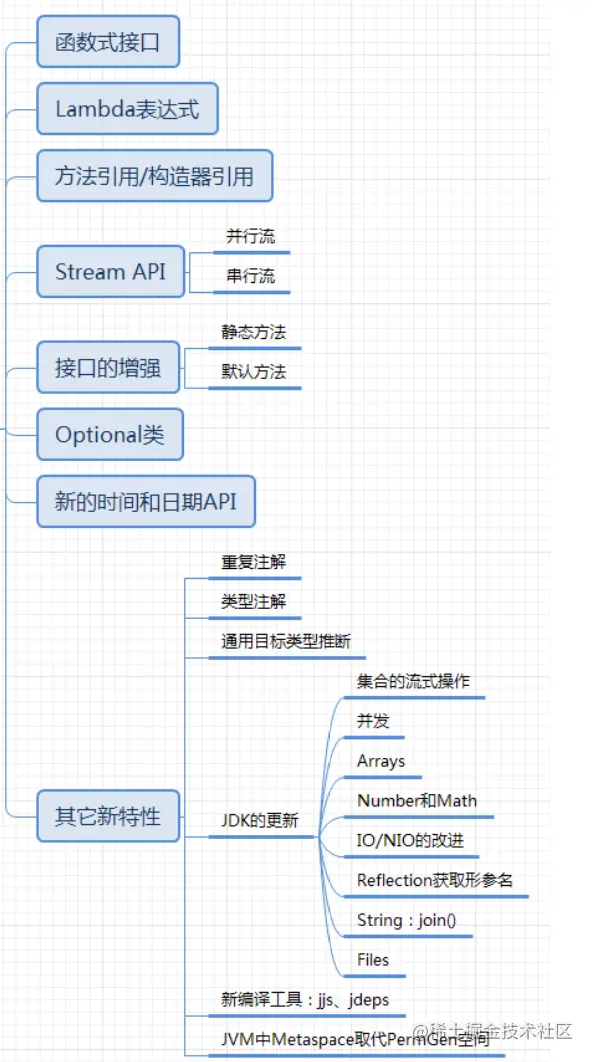 函数式接口
Lambda表达式
方法引用/构造器引用
Stream API
并行流
串行流
接口的增强
静态方法
默认方法
Optional类
新的时间和日期API
其它新特性
重复注解
类型注解
通用目标类型推断
JDK的更新
集合的流式操作
并发
Arrays
Number和Math
IO/NIO的改进
Reflection获取形参名
String：join()
Files
新编译工具：jjs、jdeps
JVM中Metaspace取代PermGen空间
@稀土掘金技术社区